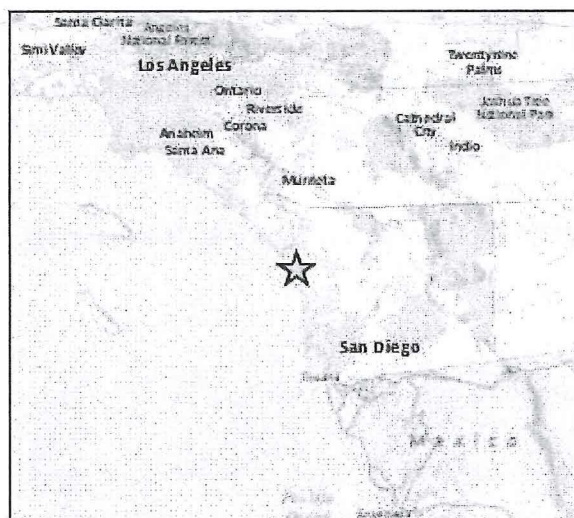 Santa Clarita
Angeles
National Forest
Simi Valley
Los Angeles
Twentynine
Palms
Ontario
Riverside
Joshua Tree
National Park
Corona
Cathedral
City
Anaheim
Santa Ana
Indio
Murrieta
San Diego
Mexico